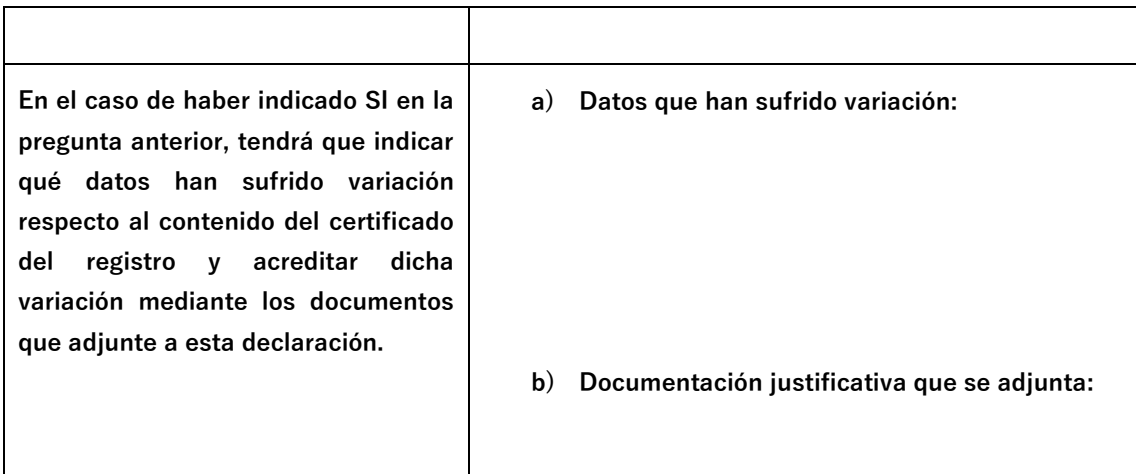 En el caso de haber indicado SI en la
pregunta anterior, tendrá que indicar
qué datos han sufrido variación
respecto al contenido del certificado
del registro y acreditar dicha
variación mediante los documentos
que adjunte a esta declaración.
a) Datos que han sufrido variación:
b) Documentación justificativa que se adjunta: